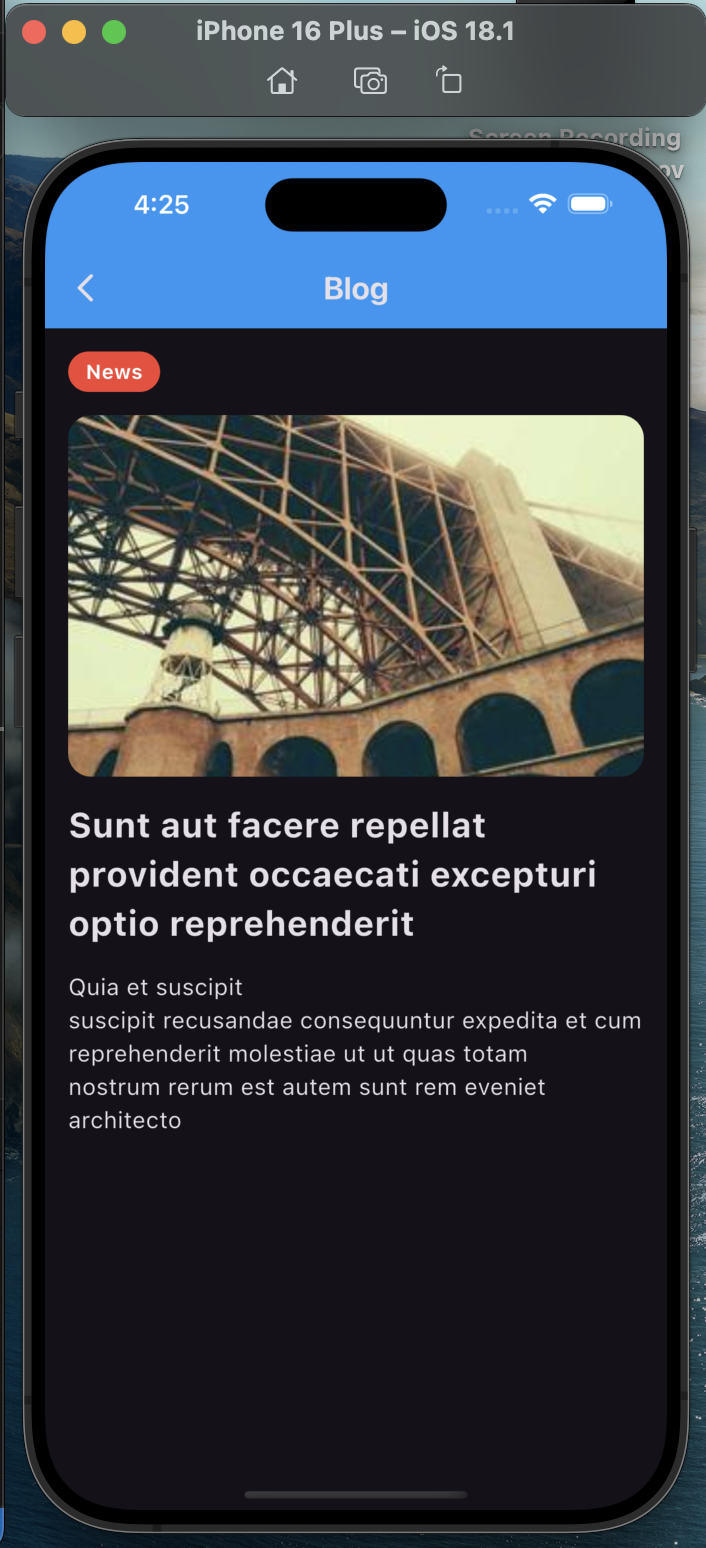 iPhone 16 Plus – iOS 18.1
Screen Recording
ov
4:25
Blog
News
Sunt aut facere repellat
provident occaecati excepturi
optio reprehenderit
Quia et suscipit
suscipit recusandae consequuntur expedita et cum
reprehenderit molestiae ut ut quas totam
nostrum rerum est autem sunt rem eveniet
architecto